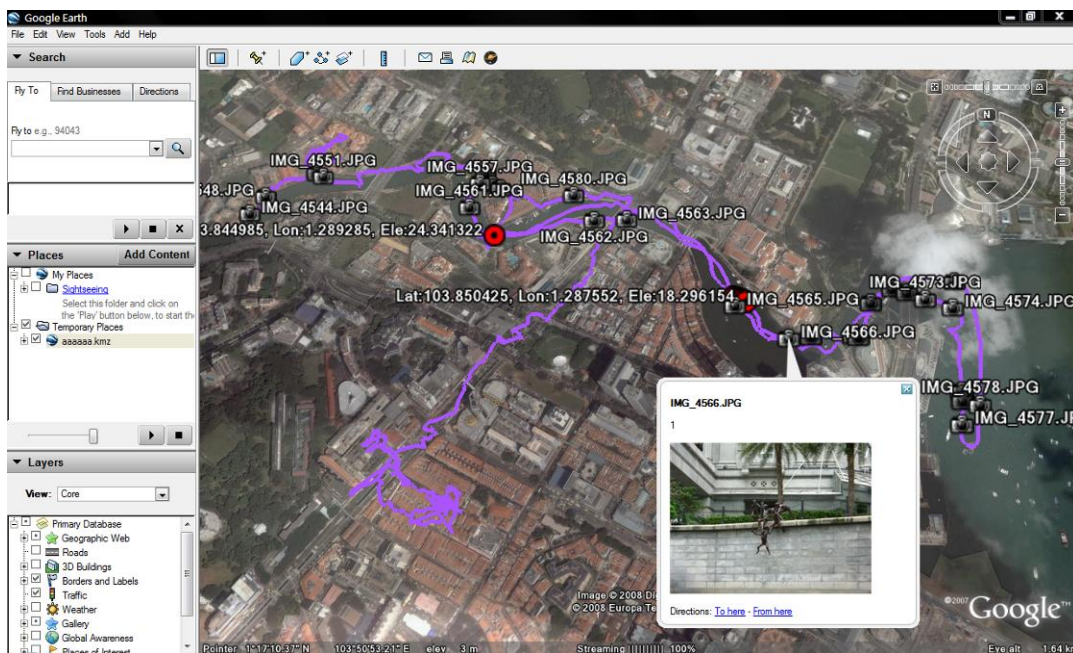 Google Earth
File Edit View Tools Add Help
Search
Fly To Find Businesses Directions
Fly to e.g., 94043
Places Add Content
My Places
Sightseeing
Select this folder and click on
the 'Play' button below, to start the
Temporary Places
aaaaaa.kmz
Layers
View: Core
Primary Database
Geographic Web
Roads
3D Buildings
Borders and Labels
Traffic
Weather
Gallery
Global Awareness
Places of Interest
N
IMG_4551.JPG
IMG_4557.JPG
548.JPG
IMG_4561.JPG
IMG_4580.JPG
IMG_4544.JPG
IMG_4563.JPG
3.844985, Lon:1.289285, Ele:24.341322
IMG_4562.JPG
IMG_4573.JPG
Lat:103.850425, Lon:1.287552, Ele:18.296154
IMG_4565.JPG
IMG_4574.JPG
IMG_4566.JPG
IMG_4578.JPG
IMG_4577.JP
IMG_4566.JPG
1
Directions: To here - From here
Image © 2008 Di
© 2008 Europa Te
©2007 Google™
Pointer 1°17'10.37" N 103°50'53.21" E elev 3 m Streaming |||||||||| 100% Eye alt 1.64 km